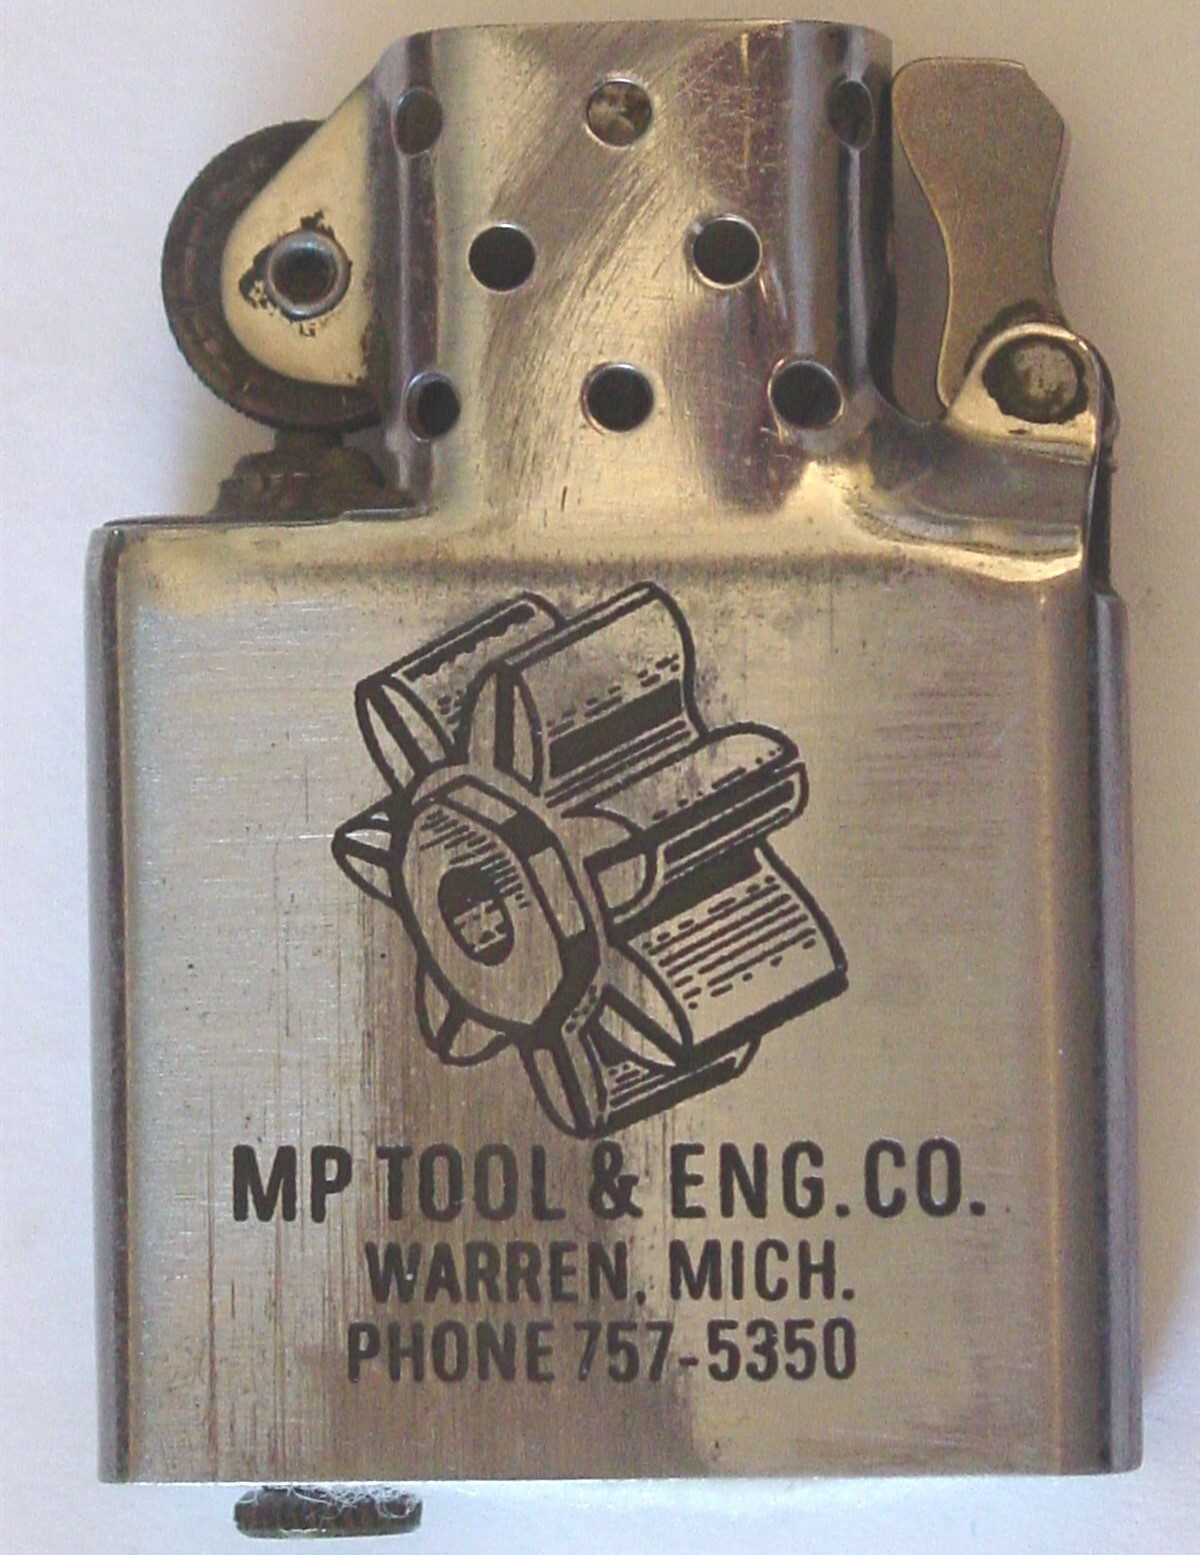 MP TOOL & ENG. CO.
WARREN, MICH.
PHONE 757-5350